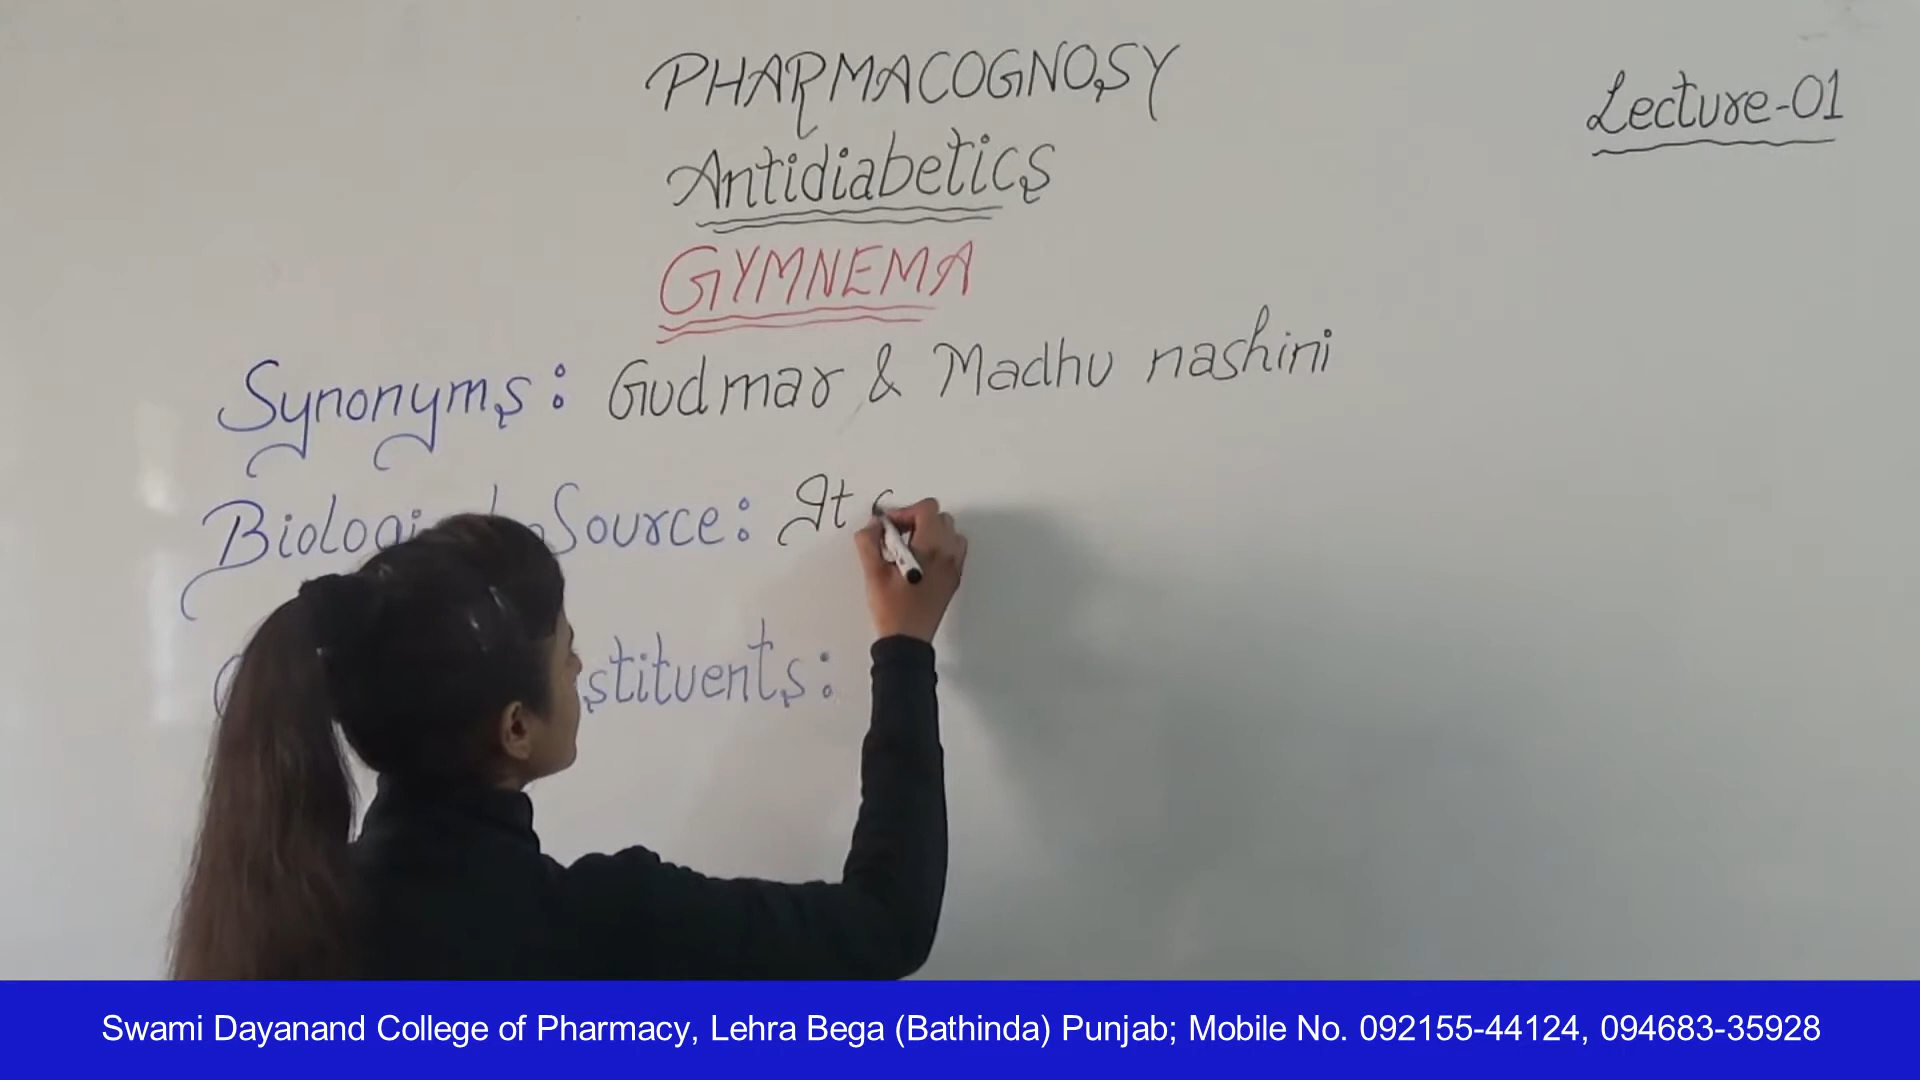 PHARMACOGNOSY
Lecture-01
Antidiabetics
GYMNEMA
Synonyms: Gudmar & Madhu nashini
Source: It
Swami Dayanand College of Pharmacy, Lehra Bega (Bathinda) Punjab; Mobile No. 092155-44124, 094683-35928